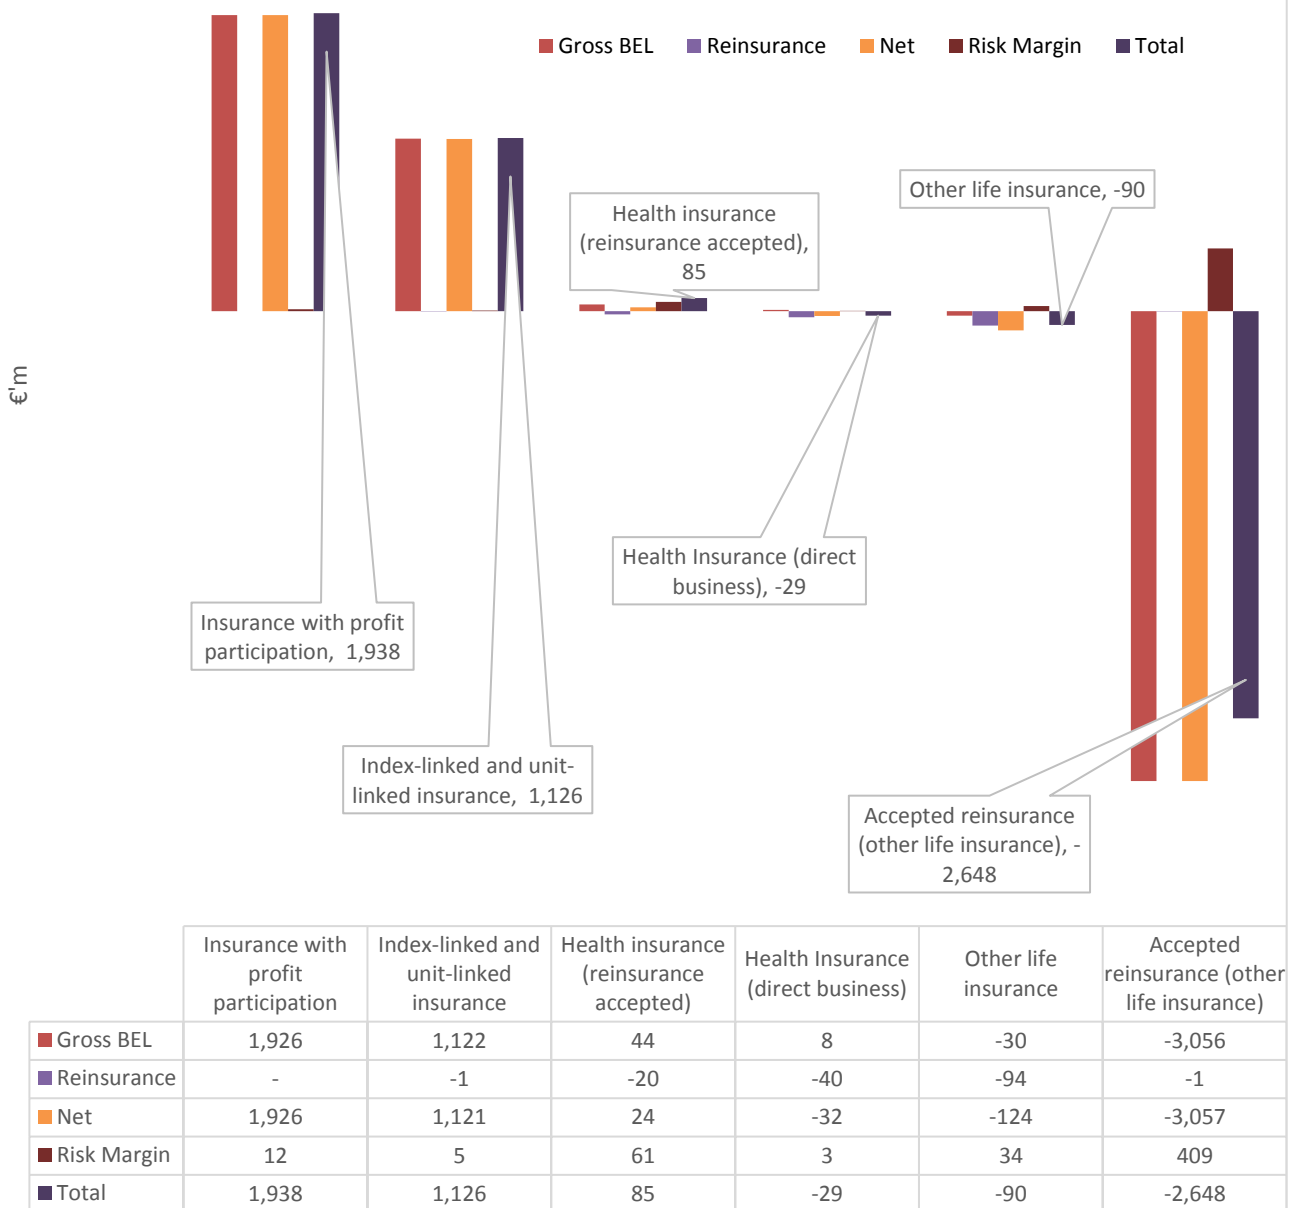 Gross BEL Reinsurance Net Risk Margin Total
€'m
Other life insurance, -90
Health insurance
(reinsurance accepted),
85
Health Insurance (direct
business), -29
Insurance with profit
participation,  1,938
Index-linked and unit-
linked insurance,  1,126
Accepted reinsurance
(other life insurance), -
2,648
Insurance with
profit
participation
Index-linked and
unit-linked
insurance
Health insurance
(reinsurance
accepted)
Health Insurance
(direct business)
Other life
insurance
Accepted
reinsurance (other
life insurance)
Gross BEL 1,926 1,122 44 8 -30 -3,056
Reinsurance - -1 -20 -40 -94 -1
Net 1,926 1,121 24 -32 -124 -3,057
Risk Margin 12 5 61 3 34 409
Total 1,938 1,126 85 -29 -90 -2,648